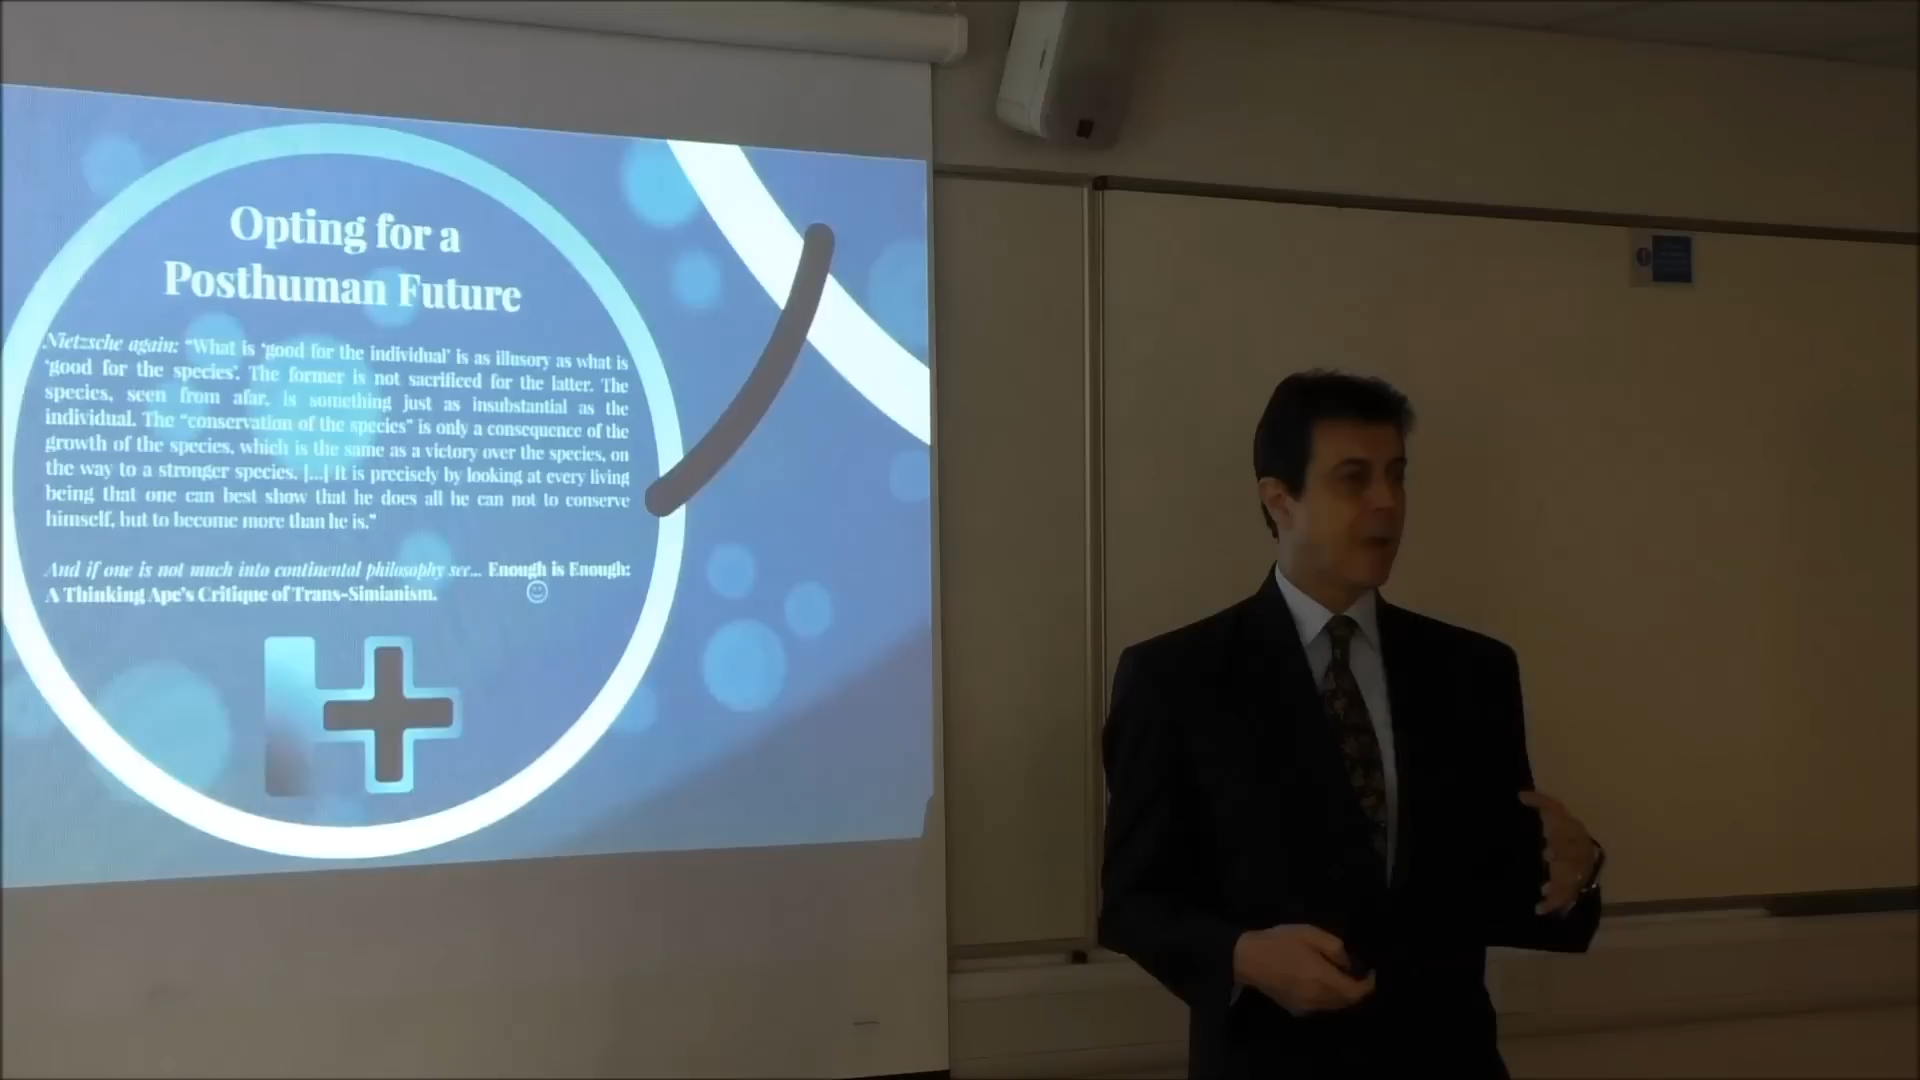 Opting for a
Posthuman Future
Nietzsche again: “What is ‘good for the individual’ is as illusory as what is
‘good for the species’. The former is not sacrificed for the latter. The
species, seen from afar, is something just as insubstantial as the
individual. The “conservation of the species” is only a consequence of the
growth of the species, which is the same as a victory over the species, on
the way to a stronger species. [...] It is precisely by looking at every living
being that one can best show that he does all he can not to conserve
himself, but to become more than he is.”
And if one is not much into continental philosophy see... Enough is Enough:
A Thinking Ape’s Critique of Trans-Simianism. ☺
H+